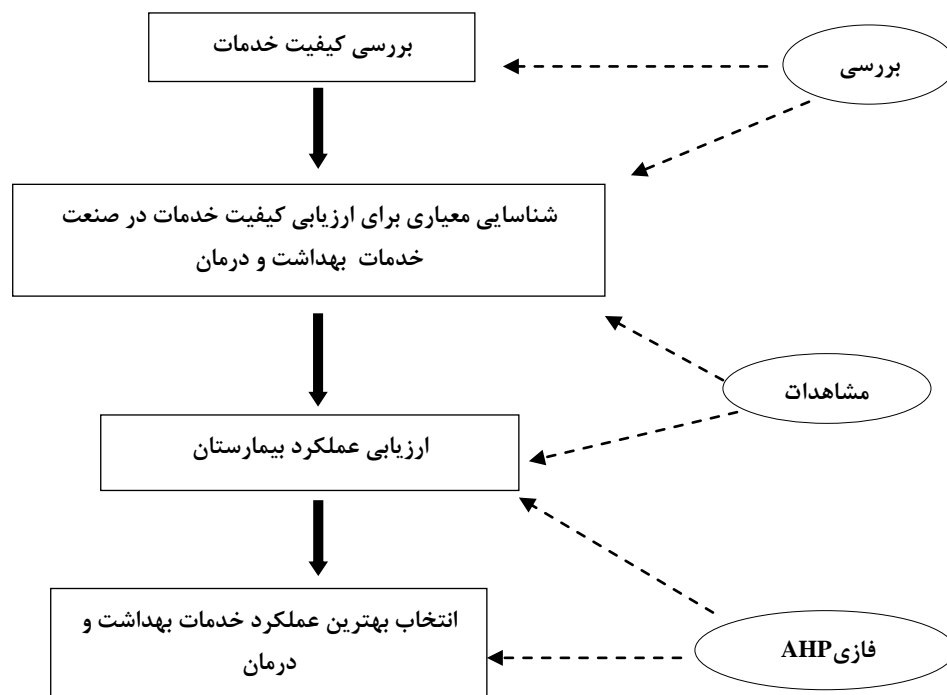 بررسی کیفیت خدمات
بررسی
شناسایی معیاری برای ارزیابی کیفیت خدمات در صنعت
خدمات بهداشت و درمان
مشاهدات
ارزیابی عملکرد بیمارستان
انتخاب بهترین عملکرد خدمات بهداشت و
درمان
فازیAHP